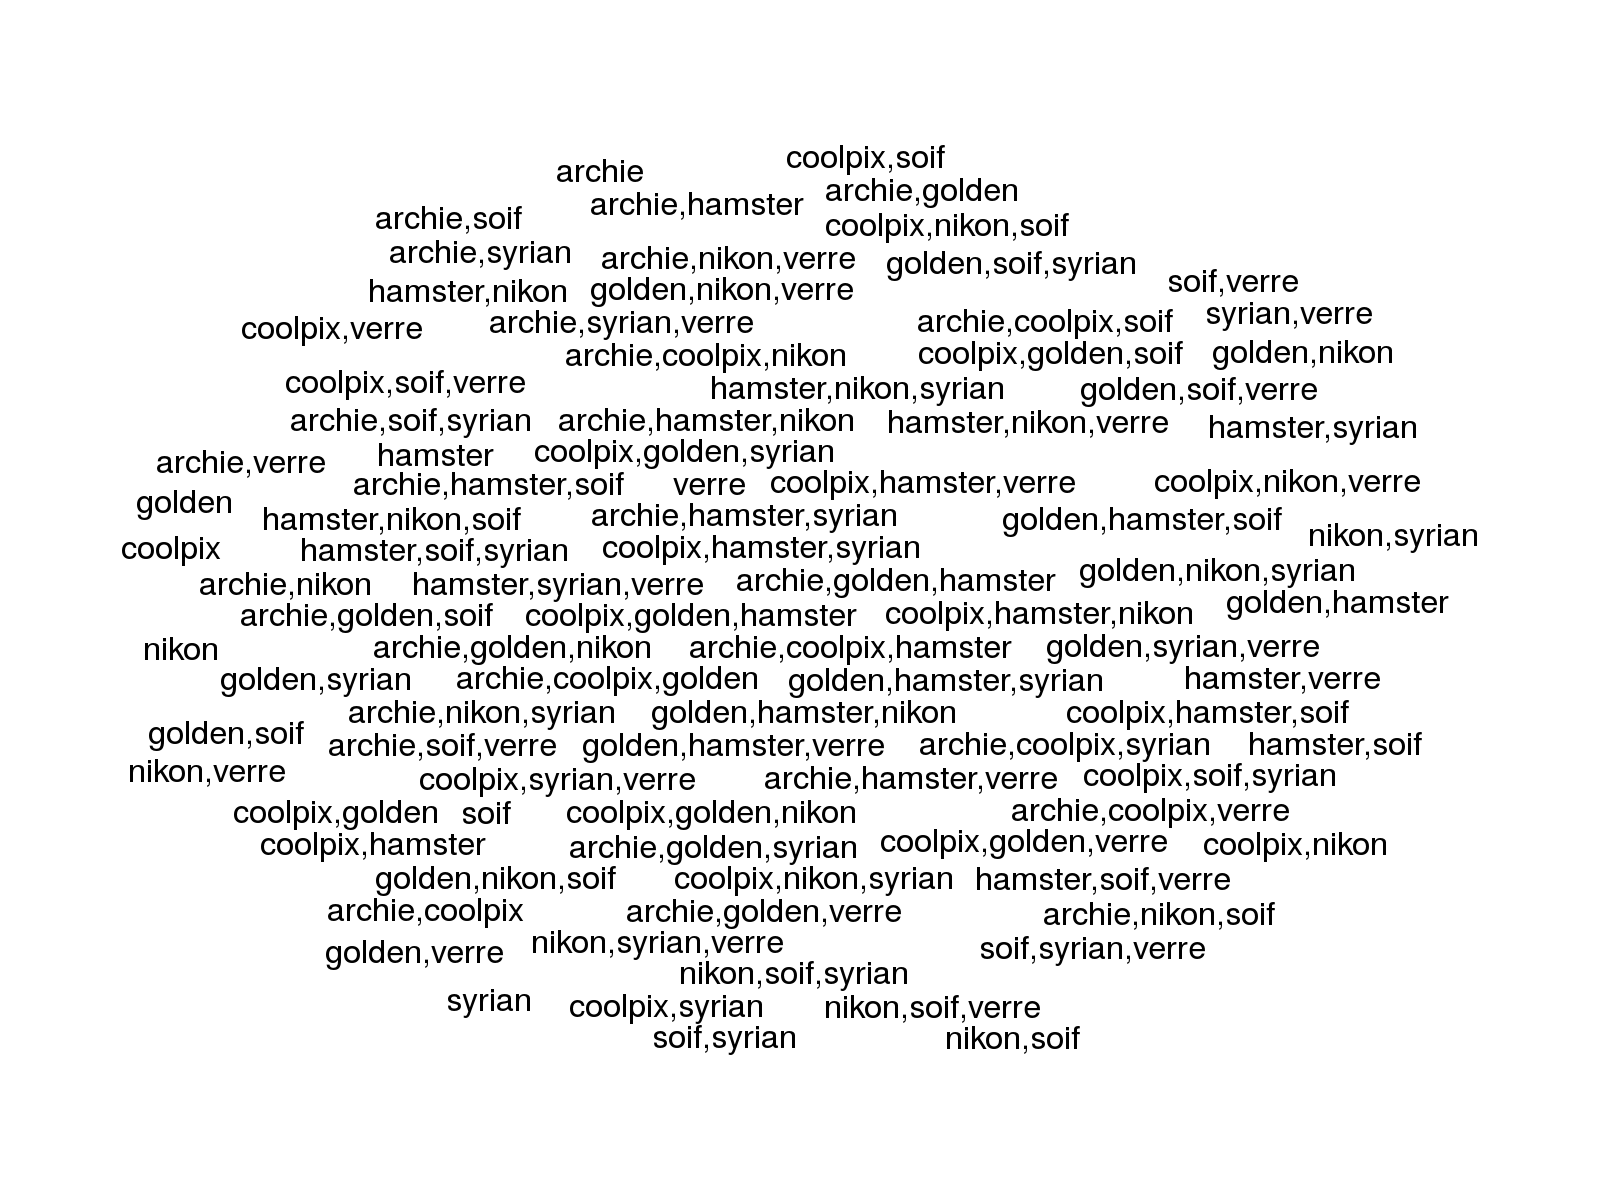 coolpix,soif
archie
archie,golden
archie,hamster
archie,soif
coolpix,nikon,soif
archie,syrian
archie,nikon,verre
golden,soif,syrian
soif,verre
hamster,nikon
golden,nikon,verre
syrian,verre
coolpix,verre
archie,syrian,verre
archie,coolpix,soif
archie,coolpix,nikon
coolpix,golden,soif
golden,nikon
coolpix,soif,verre
hamster,nikon,syrian
golden,soif,verre
archie,soif,syrian
archie,hamster,nikon
hamster,nikon,verre
hamster,syrian
archie,verre
hamster
coolpix,golden,syrian
archie,hamster,soif
verre
coolpix,hamster,verre
coolpix,nikon,verre
golden
hamster,nikon,soif
archie,hamster,syrian
golden,hamster,soif
nikon,syrian
coolpix
hamster,soif,syrian
coolpix,hamster,syrian
archie,nikon
hamster,syrian,verre
archie,golden,hamster
golden,nikon,syrian
archie,golden,soif
coolpix,golden,hamster
coolpix,hamster,nikon
golden,hamster
nikon
archie,golden,nikon
archie,coolpix,hamster
golden,syrian,verre
golden,syrian
archie,coolpix,golden
golden,hamster,syrian
hamster,verre
archie,nikon,syrian
golden,hamster,nikon
coolpix,hamster,soif
golden,soif
archie,soif,verre
golden,hamster,verre
archie,coolpix,syrian
hamster,soif
nikon,verre
coolpix,syrian,verre
archie,hamster,verre
coolpix,soif,syrian
coolpix,golden
soif
coolpix,golden,nikon
archie,coolpix,verre
coolpix,hamster
archie,golden,syrian
coolpix,golden,verre
coolpix,nikon
golden,nikon,soif
coolpix,nikon,syrian
hamster,soif,verre
archie,coolpix
archie,golden,verre
archie,nikon,soif
golden,verre
nikon,syrian,verre
soif,syrian,verre
nikon,soif,syrian
syrian
coolpix,syrian
nikon,soif,verre
soif,syrian
nikon,soif